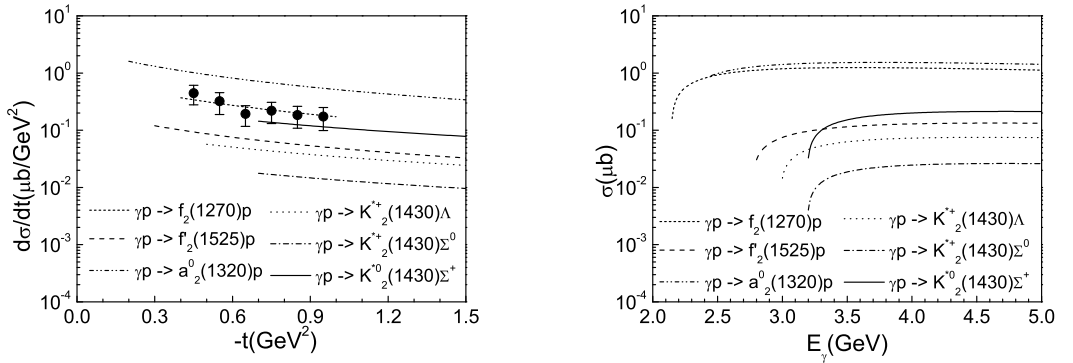 10^1
10^0
10^-1
10^-2
10^-3
10^-4
dσ/dt(μb/GeV^2)
γp -> f_2(1270)p
γp -> f'_2(1525)p
γp -> a^0_2(1320)p
γp -> K^*+_2(1430)Λ
γp -> K^*+_2(1430)Σ^0
γp -> K^*0_2(1430)Σ^+
0.0 0.3 0.6 0.9 1.2 1.5
-t(GeV^2)
10^1
10^0
10^-1
10^-2
10^-3
10^-4
σ(μb)
γp -> f_2(1270)p
γp -> f'_2(1525)p
γp -> a^0_2(1320)p
γp -> K^*+_2(1430)Λ
γp -> K^*+_2(1430)Σ^0
γp -> K^*0_2(1430)Σ^+
2.0 2.5 3.0 3.5 4.0 4.5 5.0
E_γ(GeV)